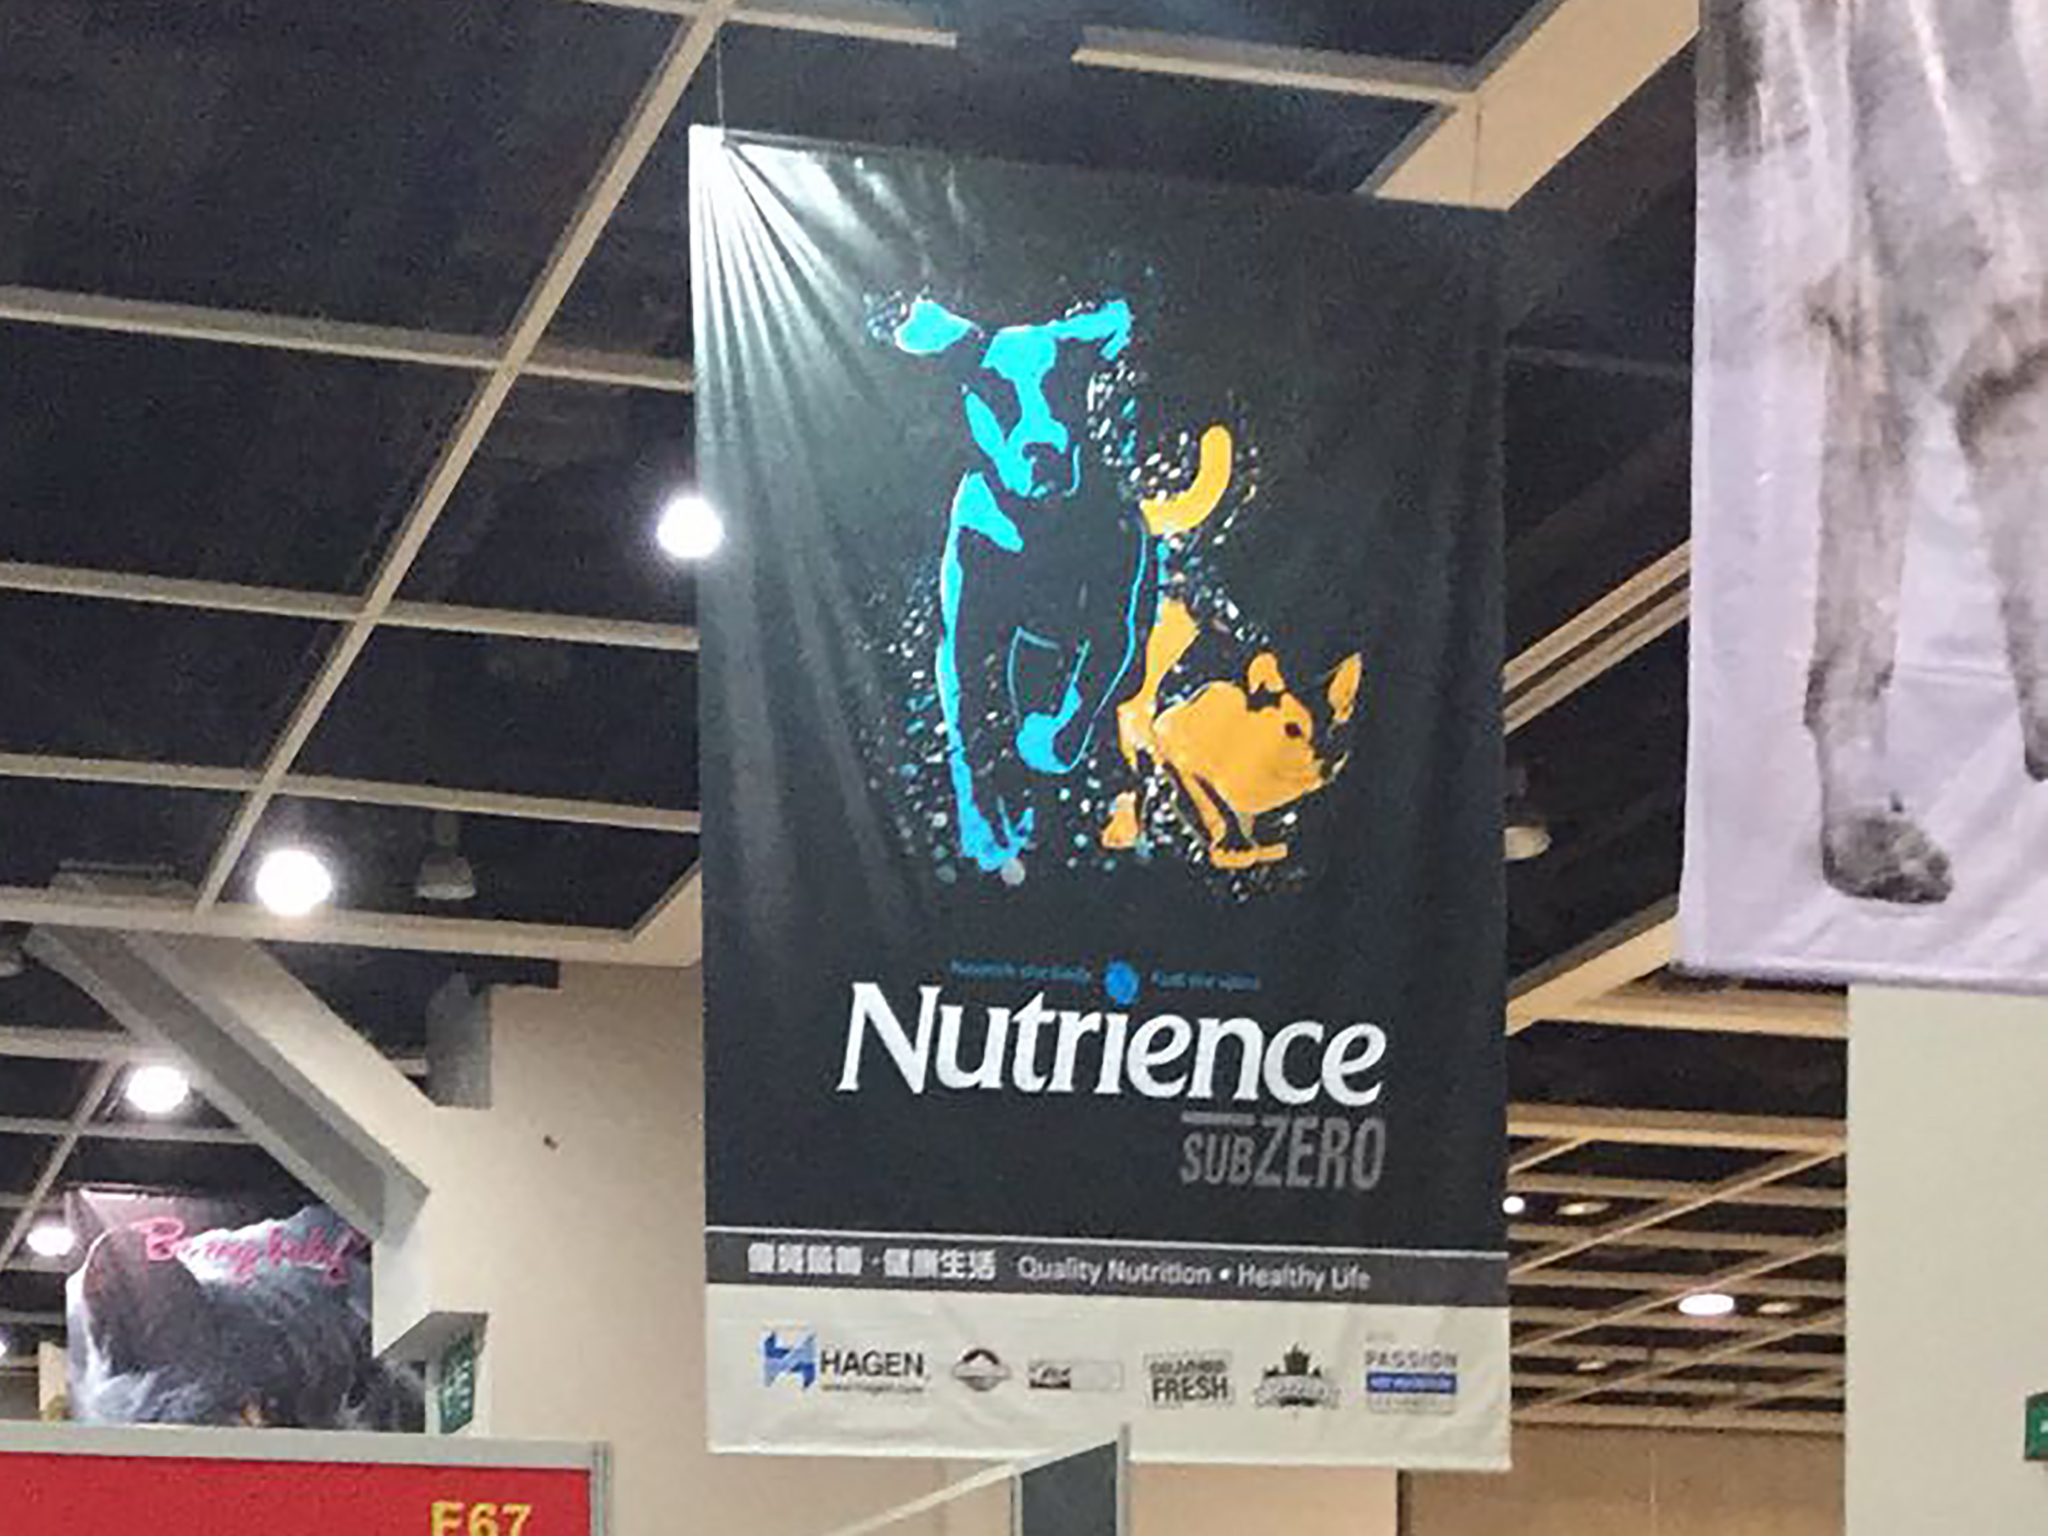 Nutrience
SUBZERO
優質營養・健康生活 Quality Nutrition • Healthy Life
HAGEN
FRESH
PASSION
E67